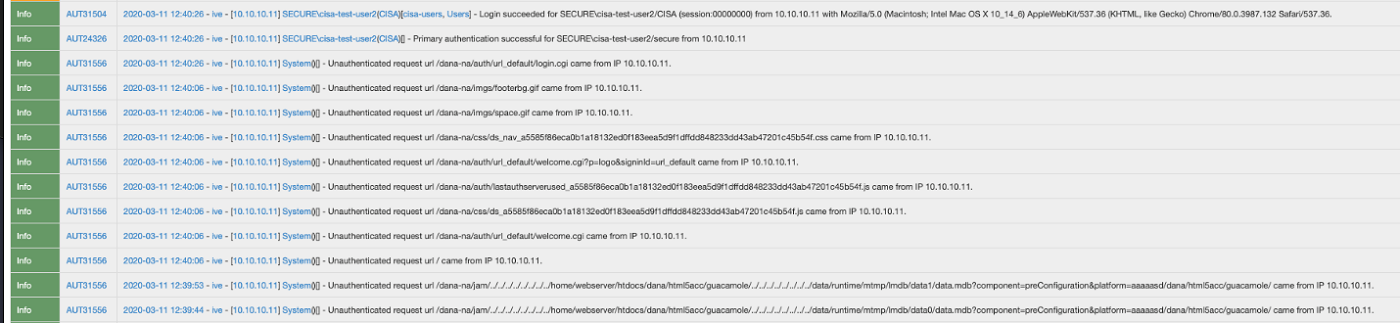 Info AUT31504 2020-03-11 12:40:26 - ive - [10.10.10.11] SECURE\cisa-test-user2(CISA)[cisa-users, Users] - Login succeeded for SECURE\cisa-test-user2/CISA (session:00000000) from 10.10.10.11 with Mozilla/5.0 (Macintosh; Intel Mac OS X 10_14_6) AppleWebKit/537.36 (KHTML, like Gecko) Chrome/80.0.3987.132 Safari/537.36.
Info AUT24326 2020-03-11 12:40:26 - ive - [10.10.10.11] SECURE\cisa-test-user2(CISA)[] - Primary authentication successful for SECURE\cisa-test-user2/secure from 10.10.10.11
Info AUT31556 2020-03-11 12:40:26 - ive - [10.10.10.11] System()[] - Unauthenticated request url /dana-na/auth/url_default/login.cgi came from IP 10.10.10.11.
Info AUT31556 2020-03-11 12:40:06 - ive - [10.10.10.11] System()[] - Unauthenticated request url /dana-na/imgs/footerbg.gif came from IP 10.10.10.11.
Info AUT31556 2020-03-11 12:40:06 - ive - [10.10.10.11] System()[] - Unauthenticated request url /dana-na/imgs/space.gif came from IP 10.10.10.11.
Info AUT31556 2020-03-11 12:40:06 - ive - [10.10.10.11] System()[] - Unauthenticated request url /dana-na/css/ds_nav_a5585f86eca0b1a18132ed0f183eea5d9f1dffdd848233dd43ab47201c45b54f.css came from IP 10.10.10.11.
Info AUT31556 2020-03-11 12:40:06 - ive - [10.10.10.11] System()[] - Unauthenticated request url /dana-na/auth/url_default/welcome.cgi?p=logo&signinId=url_default came from IP 10.10.10.11.
Info AUT31556 2020-03-11 12:40:06 - ive - [10.10.10.11] System()[] - Unauthenticated request url /dana-na/auth/lastauthserverused_a5585f86eca0b1a18132ed0f183eea5d9f1dffdd848233dd43ab47201c45b54f.js came from IP 10.10.10.11.
Info AUT31556 2020-03-11 12:40:06 - ive - [10.10.10.11] System()[] - Unauthenticated request url /dana-na/css/ds_a5585f86eca0b1a18132ed0f183eea5d9f1dffdd848233dd43ab47201c45b54f.js came from IP 10.10.10.11.
Info AUT31556 2020-03-11 12:40:06 - ive - [10.10.10.11] System()[] - Unauthenticated request url /dana-na/auth/url_default/welcome.cgi came from IP 10.10.10.11.
Info AUT31556 2020-03-11 12:40:06 - ive - [10.10.10.11] System()[] - Unauthenticated request url / came from IP 10.10.10.11.
Info AUT31556 2020-03-11 12:39:53 - ive - [10.10.10.11] System()[] - Unauthenticated request url /dana-na/jam/../../../../../../../../../home/webserver/htdocs/dana/html5acc/guacamole/../../../../../../../../data/runtime/mtmp/lmdb/data1/data.mdb?component=preConfiguration&platform=aaaaasd/dana/html5acc/guacamole/ came from IP 10.10.10.11.
Info AUT31556 2020-03-11 12:39:44 - ive - [10.10.10.11] System()[] - Unauthenticated request url /dana-na/jam/../../../../../../../../../home/webserver/htdocs/dana/html5acc/guacamole/../../../../../../../../data/runtime/mtmp/lmdb/data0/data.mdb?component=preConfiguration&platform=aaaaasd/dana/html5acc/guacamole/ came from IP 10.10.10.11.